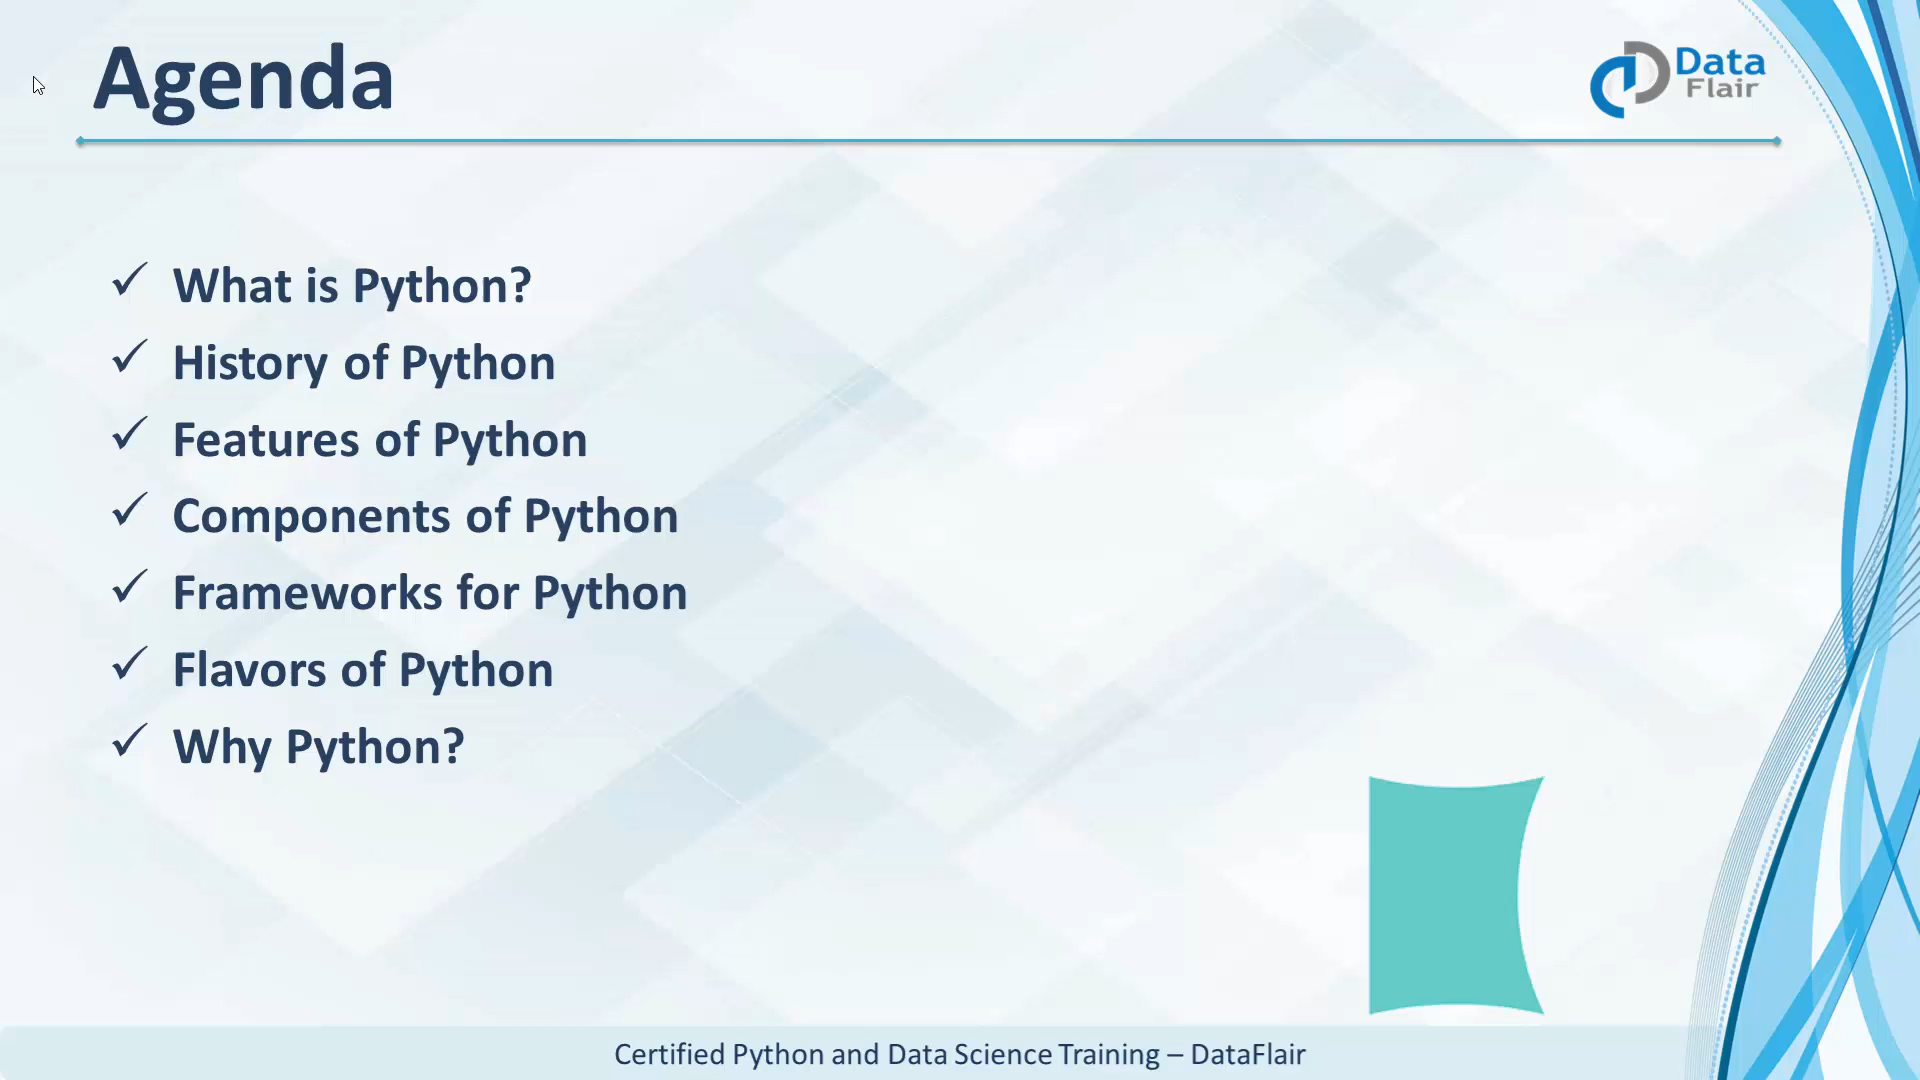 Agenda
Data
Flair
✓ What is Python?
✓ History of Python
✓ Features of Python
✓ Components of Python
✓ Frameworks for Python
✓ Flavors of Python
✓ Why Python?
Certified Python and Data Science Training – DataFlair